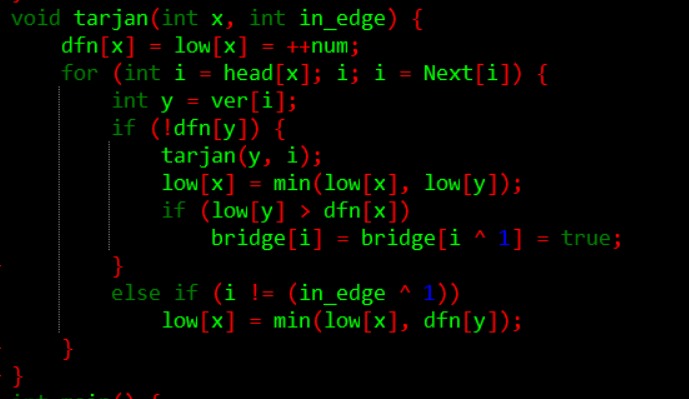 void tarjan(int x, int in_edge) {
    dfn[x] = low[x] = ++num;
    for (int i = head[x]; i; i = Next[i]) {
        int y = ver[i];
        if (!dfn[y]) {
            tarjan(y, i);
            low[x] = min(low[x], low[y]);
            if (low[y] > dfn[x])
                bridge[i] = bridge[i ^ 1] = true;
        }
        else if (i != (in_edge ^ 1))
            low[x] = min(low[x], dfn[y]);
    }
}